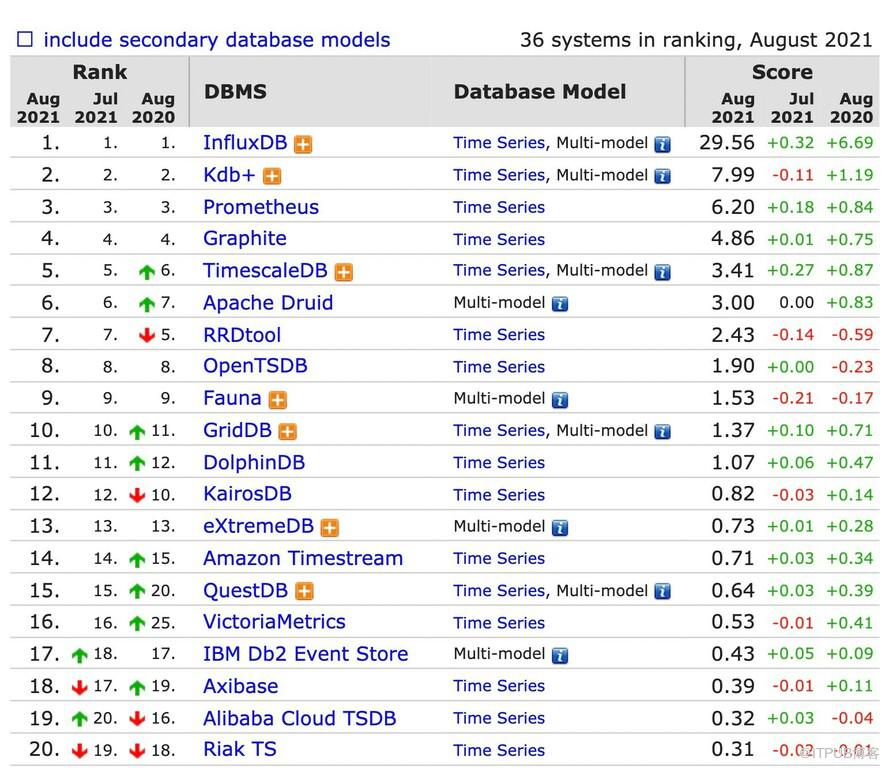 include secondary database models 36 systems in ranking, August 2021
Rank DBMS Database Model Score
Aug 2021 Jul 2021 Aug 2020 Aug 2021 Jul 2021 Aug 2020
1. 1. 1. InfluxDB Time Series, Multi-model 29.56 +0.32 +6.69
2. 2. 2. Kdb+ Time Series, Multi-model 7.99 -0.11 +1.19
3. 3. 3. Prometheus Time Series 6.20 +0.18 +0.84
4. 4. 4. Graphite Time Series 4.86 +0.01 +0.75
5. 5. 6. TimescaleDB Time Series, Multi-model 3.41 +0.27 +0.87
6. 6. 7. Apache Druid Multi-model 3.00 0.00 +0.83
7. 7. 5. RRDtool Time Series 2.43 -0.14 -0.59
8. 8. 8. OpenTSDB Time Series 1.90 +0.00 -0.23
9. 9. 9. Fauna Multi-model 1.53 -0.21 -0.17
10. 10. 11. GridDB Time Series, Multi-model 1.37 +0.10 +0.71
11. 11. 12. DolphinDB Time Series 1.07 +0.06 +0.47
12. 12. 10. KairosDB Time Series 0.82 -0.03 +0.14
13. 13. 13. eXtremeDB Multi-model 0.73 +0.01 +0.28
14. 14. 15. Amazon Timestream Time Series 0.71 +0.03 +0.34
15. 15. 20. QuestDB Time Series, Multi-model 0.64 +0.03 +0.39
16. 16. 25. VictoriaMetrics Time Series 0.53 -0.01 +0.41
17. 18. 17. IBM Db2 Event Store Multi-model 0.43 +0.05 +0.09
18. 17. 19. Axibase Time Series 0.39 -0.01 +0.11
19. 20. 16. Alibaba Cloud TSDB Time Series 0.32 +0.03 -0.04
20. 19. 18. Riak TS Time Series 0.31 -0.02 -0.01
@ITPUB博客